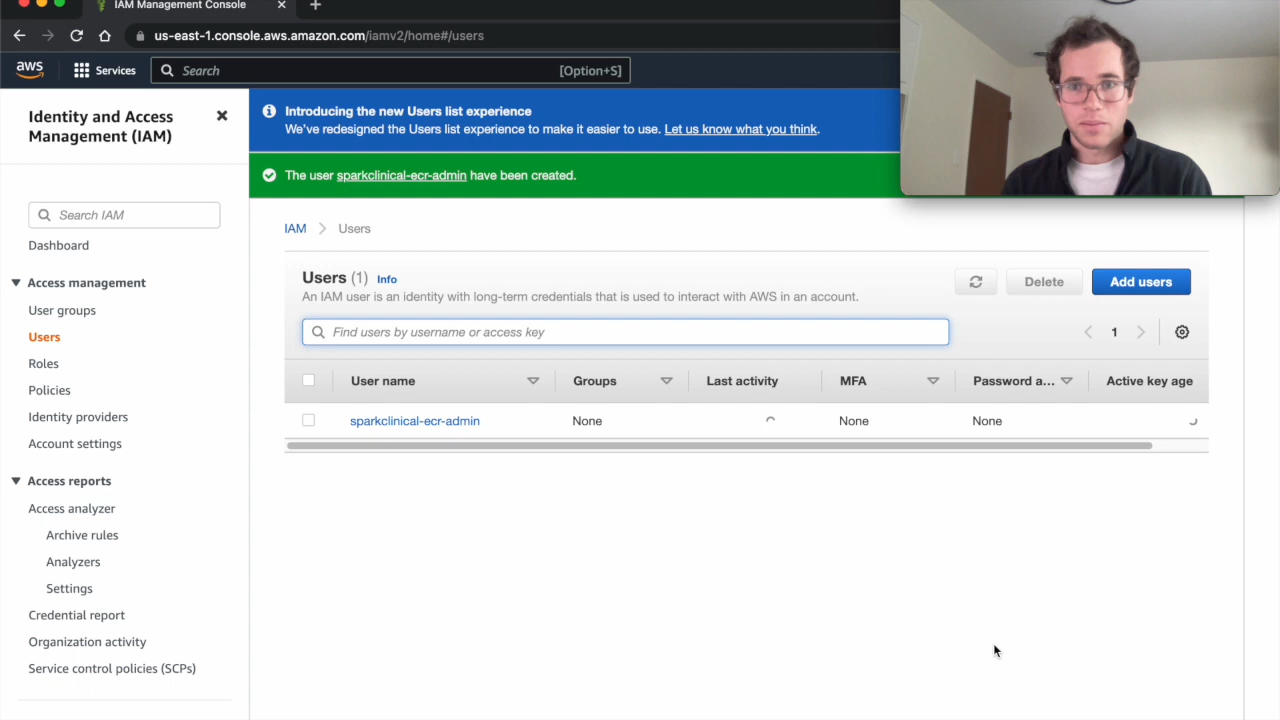 IAM Management Console
us-east-1.console.aws.amazon.com/iamv2/home#/users
aws
Services
Search
[Option+S]
Identity and Access
Management (IAM)
Search IAM
Dashboard
Access management
User groups
Users
Roles
Policies
Identity providers
Account settings
Access reports
Access analyzer
Archive rules
Analyzers
Settings
Credential report
Organization activity
Service control policies (SCPs)
Introducing the new Users list experience
We've redesigned the Users list experience to make it easier to use. Let us know what you think.
The user sparkclinical-ecr-admin have been created.
IAM
Users
Users (1) Info
An IAM user is an identity with long-term credentials that is used to interact with AWS in an account.
Delete
Add users
Find users by username or access key
1
User name Groups Last activity MFA Password a... Active key age
sparkclinical-ecr-admin None None None